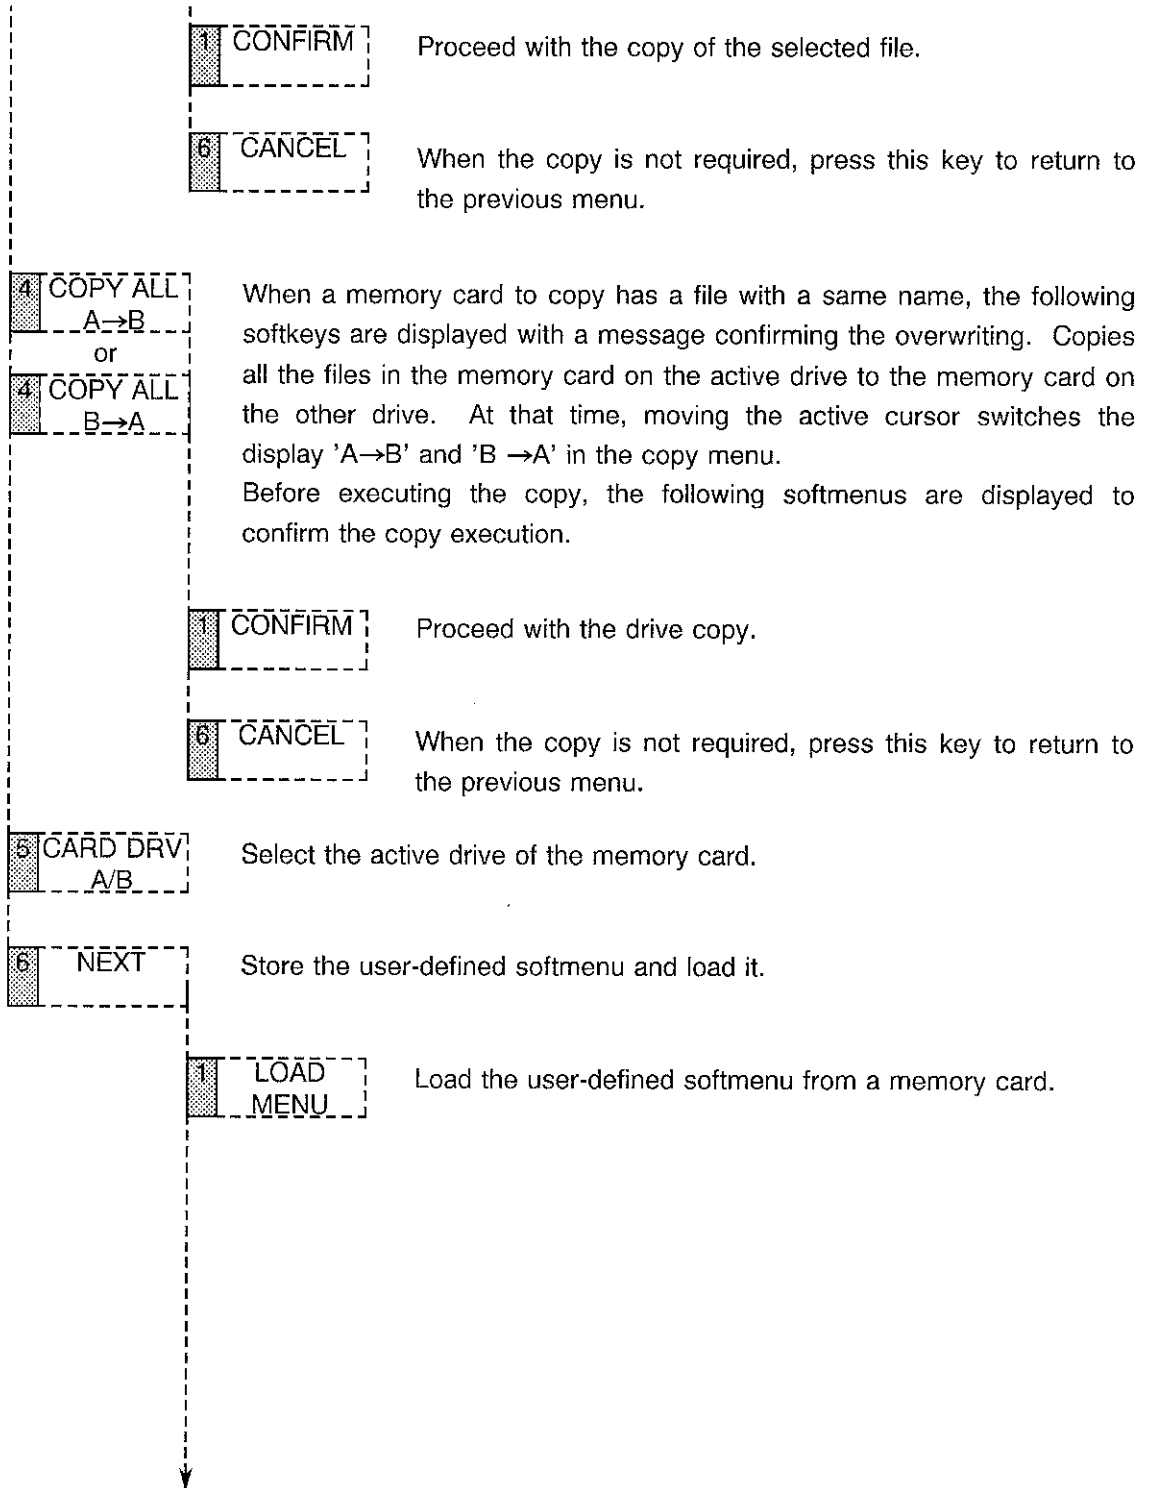 1 CONFIRM Proceed with the copy of the selected file.
6 CANCEL When the copy is not required, press this key to return to
the previous menu.
4 COPY ALL
A→B
or
4 COPY ALL
B→A
When a memory card to copy has a file with a same name, the following
softkeys are displayed with a message confirming the overwriting. Copies
all the files in the memory card on the active drive to the memory card on
the other drive. At that time, moving the active cursor switches the
display 'A→B' and 'B →A' in the copy menu.
Before executing the copy, the following softmenus are displayed to
confirm the copy execution.
1 CONFIRM Proceed with the drive copy.
6 CANCEL When the copy is not required, press this key to return to
the previous menu.
5 CARD DRV
A/B
Select the active drive of the memory card.
6 NEXT Store the user-defined softmenu and load it.
1 LOAD
MENU
Load the user-defined softmenu from a memory card.